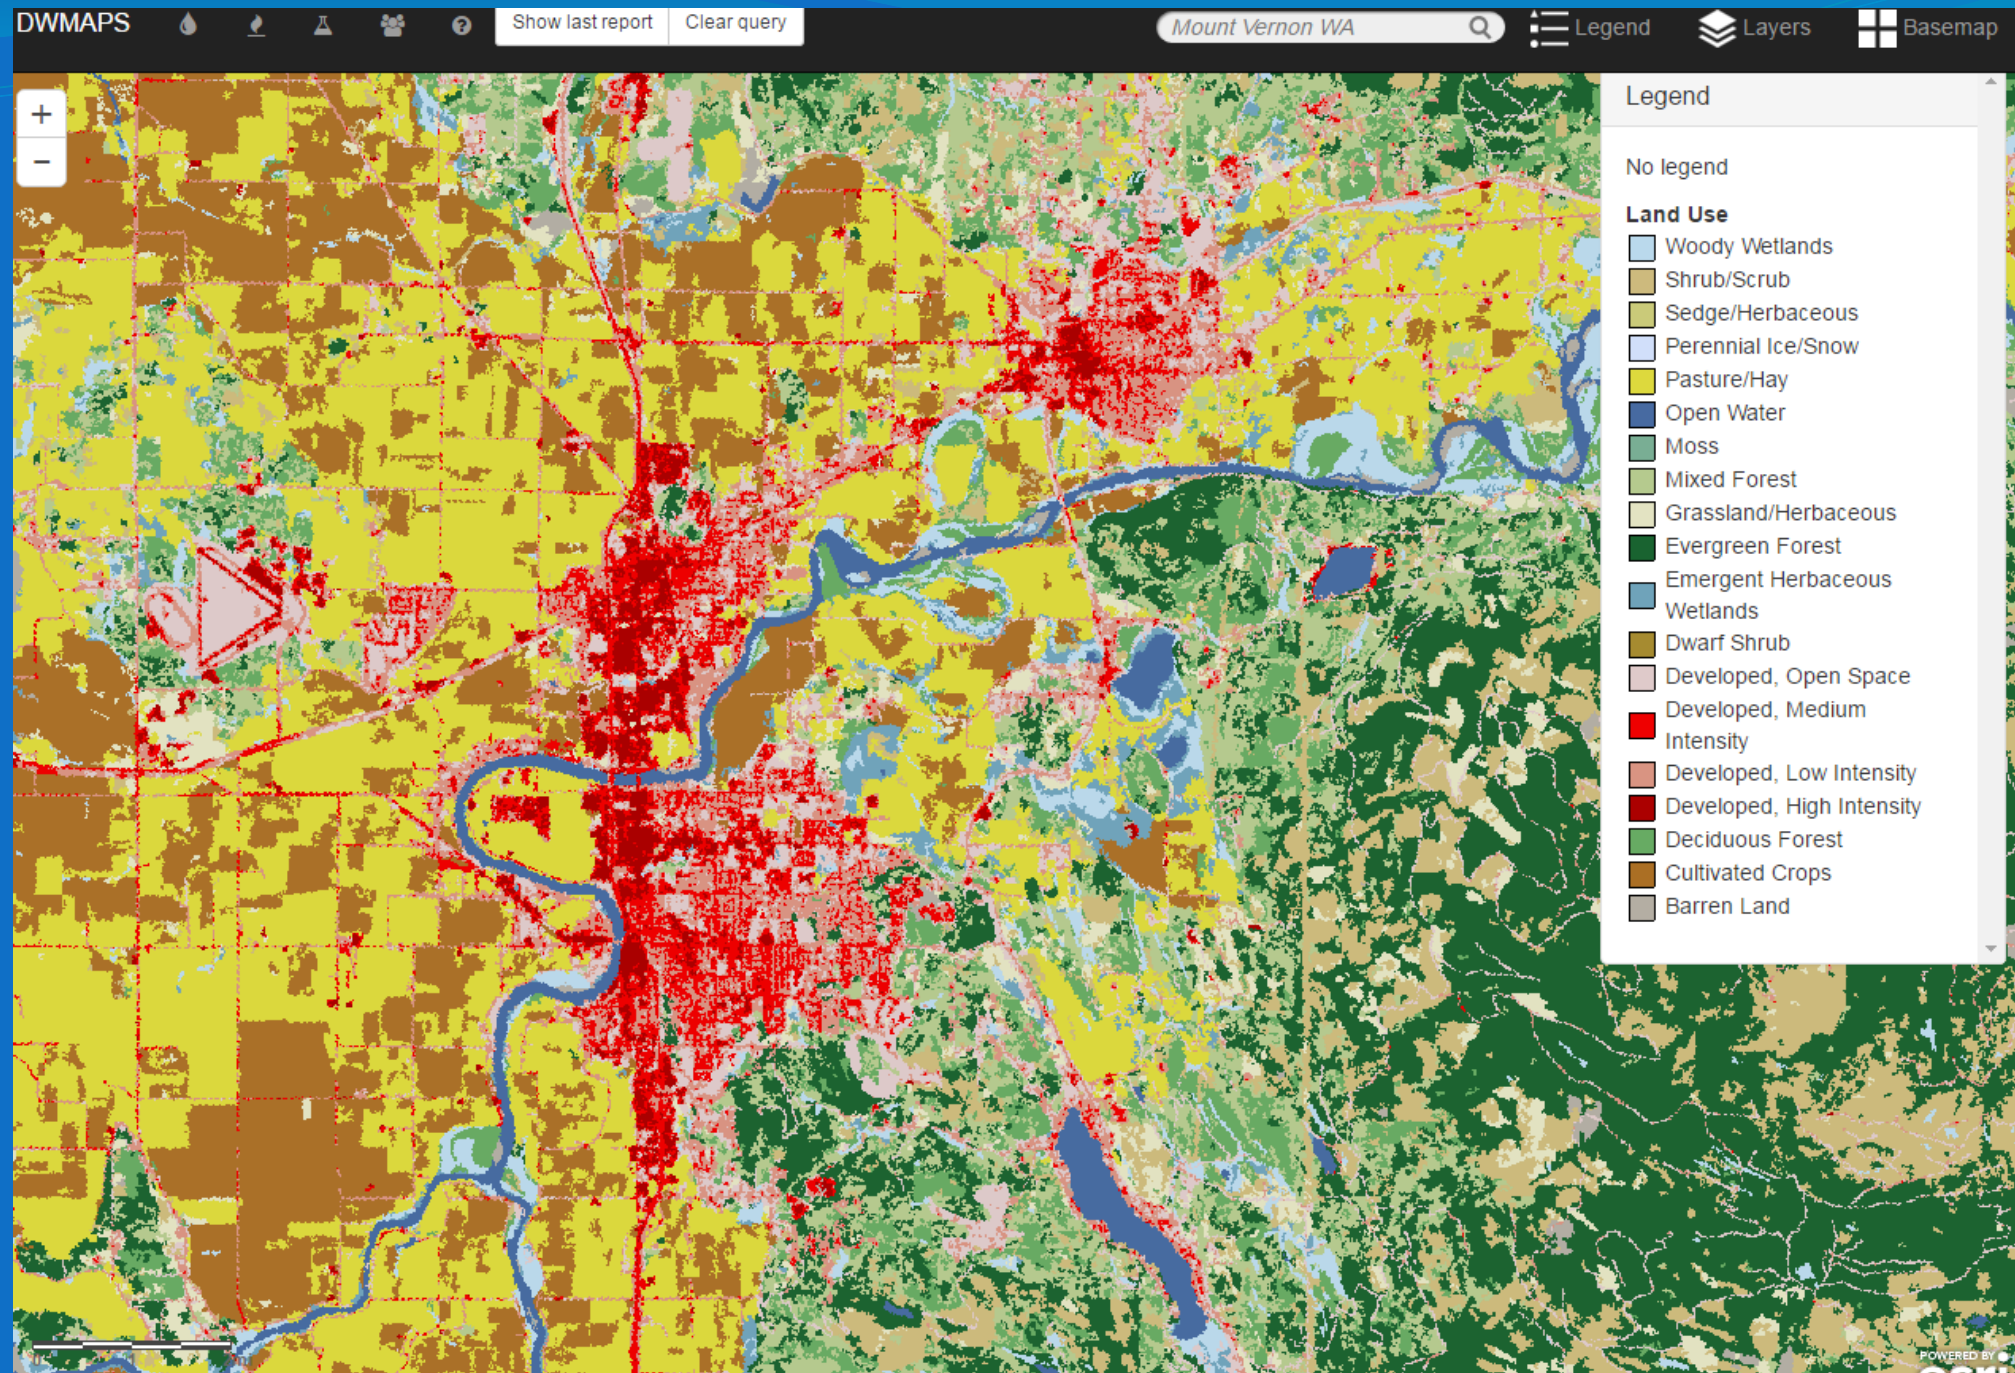 DWMAPS
Show last report
Clear query
Mount Vernon WA
Legend
Layers
Basemap
+
−
Legend
No legend
Land Use
Woody Wetlands
Shrub/Scrub
Sedge/Herbaceous
Perennial Ice/Snow
Pasture/Hay
Open Water
Moss
Mixed Forest
Grassland/Herbaceous
Evergreen Forest
Emergent Herbaceous
Wetlands
Dwarf Shrub
Developed, Open Space
Developed, Medium
Intensity
Developed, Low Intensity
Developed, High Intensity
Deciduous Forest
Cultivated Crops
Barren Land
POWERED BY
esri